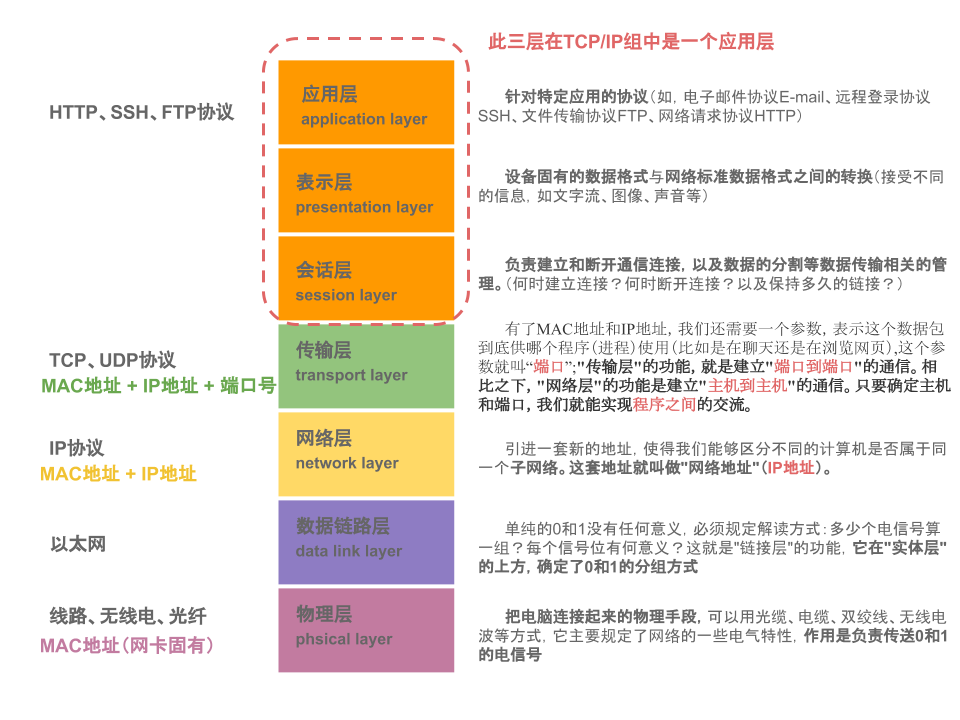 此三层在TCP/IP组中是一个应用层
HTTP、SSH、FTP协议
应用层
application layer
针对特定应用的协议（如，电子邮件协议E-mail、远程登录协议
SSH、文件传输协议FTP、网络请求协议HTTP）
表示层
presentation layer
设备固有的数据格式与网络标准数据格式之间的转换（接受不同
的信息，如文字流、图像、声音等）
会话层
session layer
负责建立和断开通信连接，以及数据的分割等数据传输相关的管
理。（何时建立连接？何时断开连接？以及保持多久的链接？）
TCP、UDP协议
MAC地址 + IP地址 + 端口号
传输层
transport layer
有了MAC地址和IP地址，我们还需要一个参数，表示这个数据包
到底供哪个程序（进程）使用（比如是在聊天还是在浏览网页）,这个参
数就叫“端口”;"传输层"的功能，就是建立"端口到端口"的通信。相
比之下，"网络层"的功能是建立"主机到主机"的通信。只要确定主机
和端口，我们就能实现程序之间的交流。
IP协议
MAC地址 + IP地址
网络层
network layer
引进一套新的地址，使得我们能够区分不同的计算机是否属于同
一个子网络。这套地址就叫做"网络地址"（IP地址）。
以太网
数据链路层
data link layer
单纯的0和1没有任何意义，必须规定解读方式：多少个电信号算
一组？每个信号位有何意义？这就是"链接层"的功能，它在"实体层"
的上方，确定了0和1的分组方式
线路、无线电、光纤
MAC地址（网卡固有）
物理层
phsical layer
把电脑连接起来的物理手段，可以用光缆、电缆、双绞线、无线电
波等方式，它主要规定了网络的一些电气特性，作用是负责传送0和1
的电信号